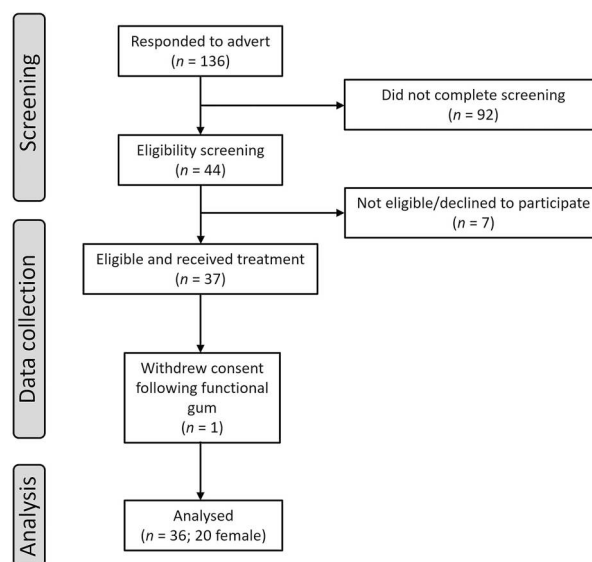 Screening
Responded to advert
(n = 136)
Did not complete screening
(n = 92)
Eligibility screening
(n = 44)
Not eligible/declined to participate
(n = 7)
Data collection
Eligible and received treatment
(n = 37)
Withdrew consent
following functional
gum
(n = 1)
Analysis
Analysed
(n = 36; 20 female)